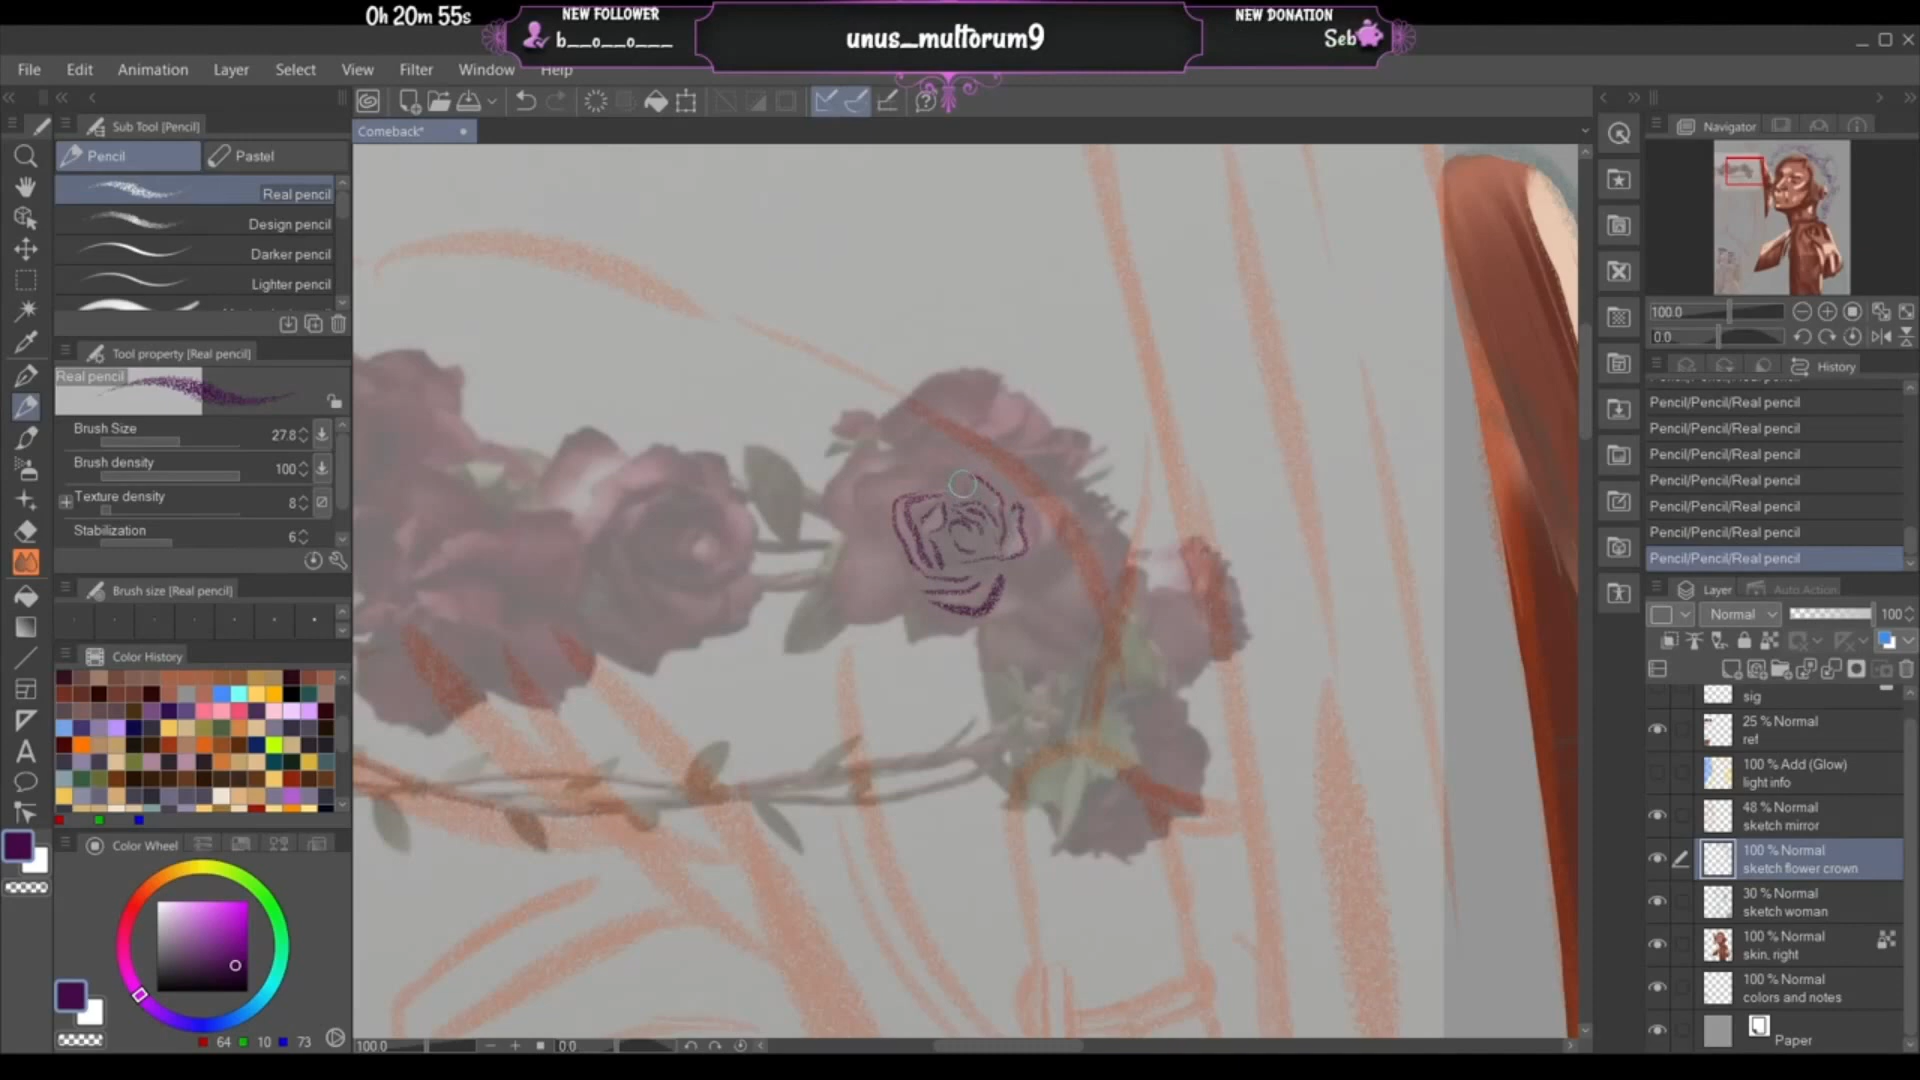 0h 20m 55s
NEW FOLLOWER
b__o__o___
unus_multorum9
NEW DONATION
Seb
File Edit Animation Layer Select View Filter Window Help
Sub Tool [Pencil]
Pencil
Pastel
Real pencil
Design pencil
Darker pencil
Lighter pencil
Tool property [Real pencil]
Real pencil
Brush Size 27.8
Brush density 100
Texture density 8
Stabilization 6
Brush size [Real pencil]
Color History
Color Wheel
64 10 73
Comeback*
100.0
0.0
Navigator
100.0
0.0
History
Pencil/Pencil/Real pencil
Pencil/Pencil/Real pencil
Pencil/Pencil/Real pencil
Pencil/Pencil/Real pencil
Pencil/Pencil/Real pencil
Pencil/Pencil/Real pencil
Pencil/Pencil/Real pencil
Layer
Auto Action
Normal 100
sig
25 % Normal
ref
100 % Add (Glow)
light info
48 % Normal
sketch mirror
100 % Normal
sketch flower crown
30 % Normal
sketch woman
100 % Normal
skin, right
100 % Normal
colors and notes
Paper